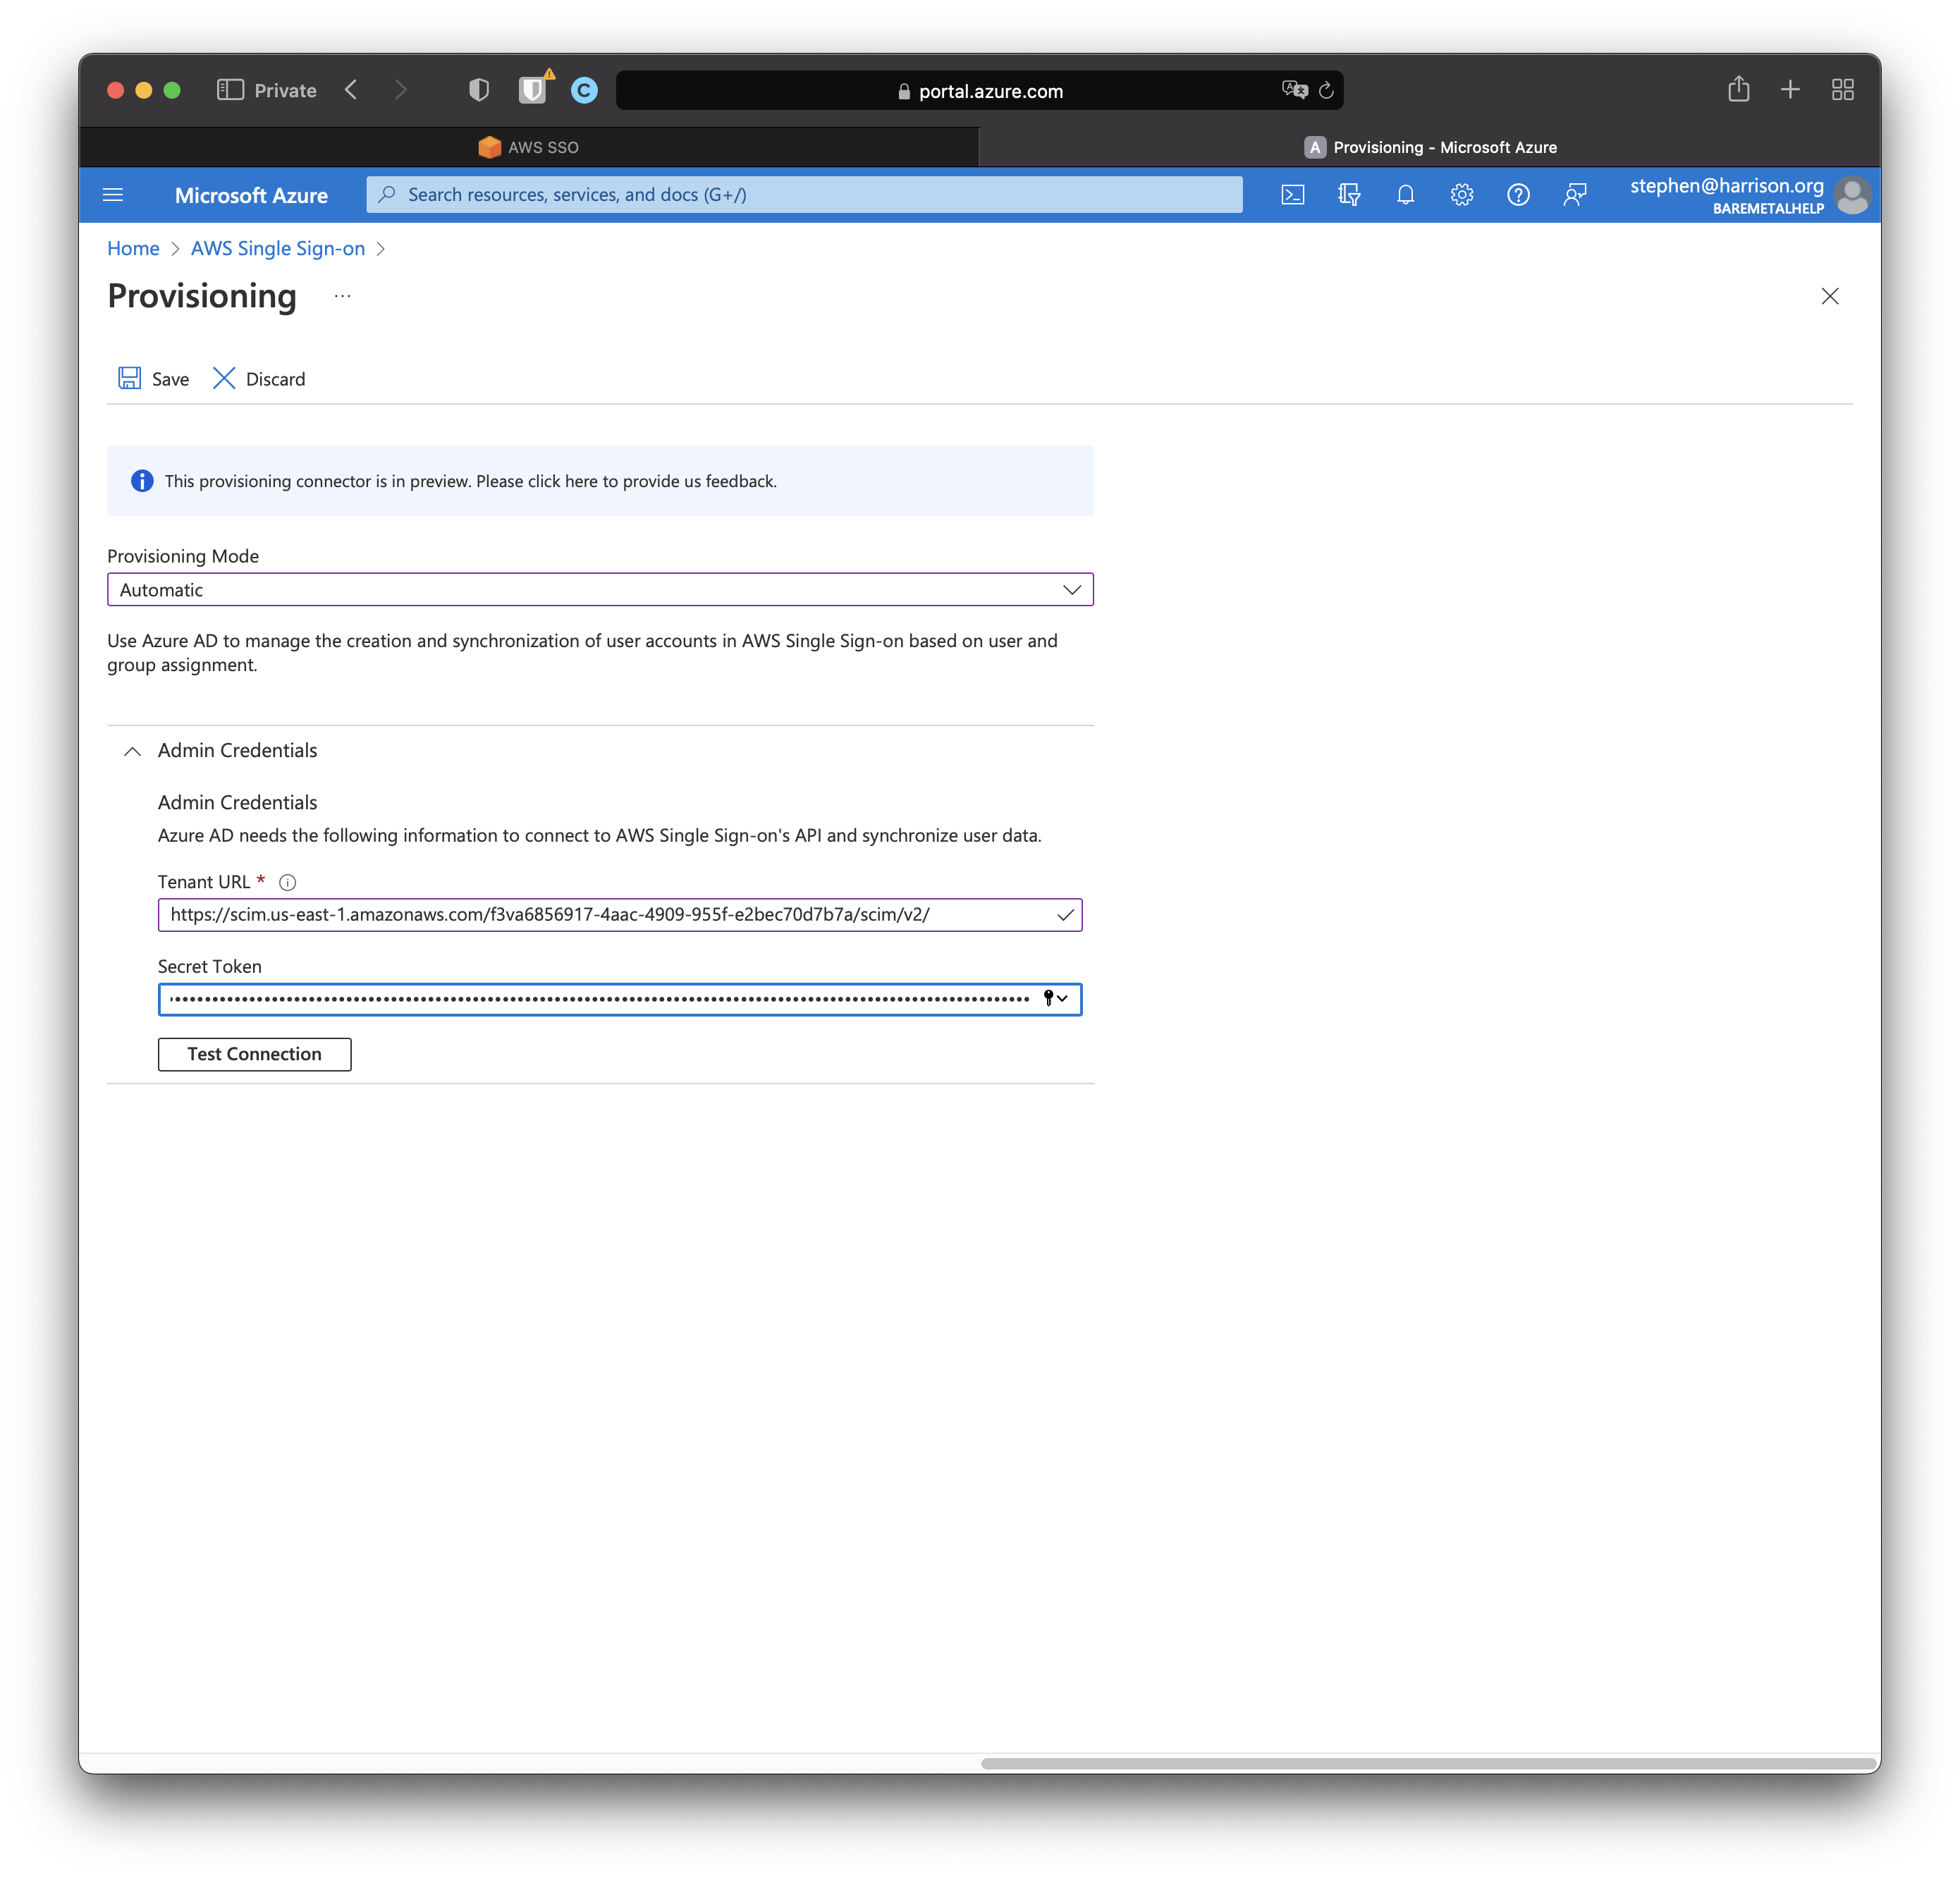 Private
C
portal.azure.com
AWS SSO
A Provisioning - Microsoft Azure
Microsoft Azure
Search resources, services, and docs (G+/)
stephen@harrison.org
BAREMETALHELP
Home > AWS Single Sign-on >
Provisioning ...
Save Discard
This provisioning connector is in preview. Please click here to provide us feedback.
Provisioning Mode
Automatic
Use Azure AD to manage the creation and synchronization of user accounts in AWS Single Sign-on based on user and
group assignment.
Admin Credentials
Admin Credentials
Azure AD needs the following information to connect to AWS Single Sign-on's API and synchronize user data.
Tenant URL *
https://scim.us-east-1.amazonaws.com/f3va6856917-4aac-4909-955f-e2bec70d7b7a/scim/v2/
Secret Token
Test Connection